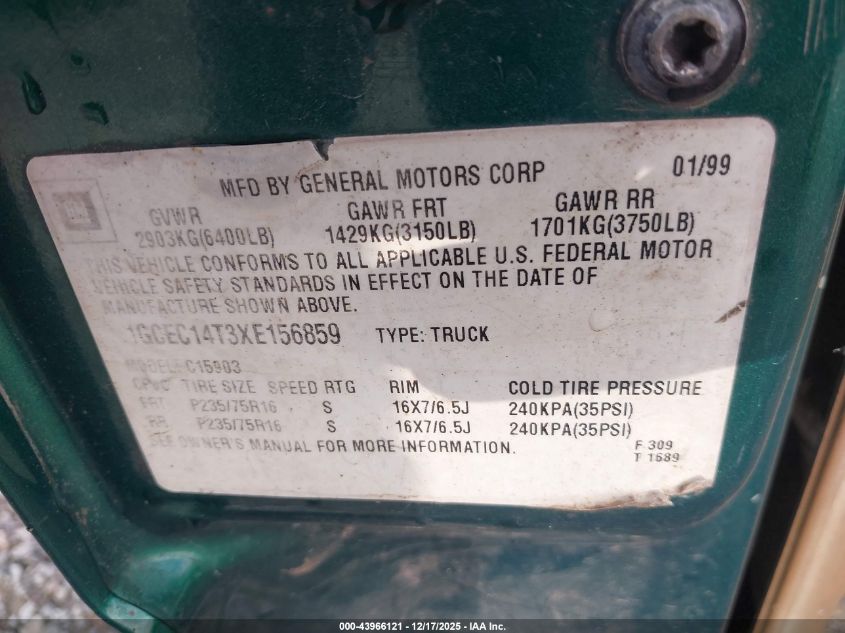 GM
MFD BY GENERAL MOTORS CORP 01/99
GVWR GAWR FRT GAWR RR
2903KG(6400LB) 1429KG(3150LB) 1701KG(3750LB)
THIS VEHICLE CONFORMS TO ALL APPLICABLE U.S. FEDERAL MOTOR
VEHICLE SAFETY STANDARDS IN EFFECT ON THE DATE OF
MANUFACTURE SHOWN ABOVE.
1GCEC14T3XE156859 TYPE: TRUCK
MODEL: C15903
TIRE SIZE SPEED RTG RIM COLD TIRE PRESSURE
FRT P235/75R16 S 16X7/6.5J 240KPA(35PSI)
RR P235/75R16 S 16X7/6.5J 240KPA(35PSI)
SEE OWNER'S MANUAL FOR MORE INFORMATION.
F 309
T 1689
000-43966121 - 12/17/2025 - IAA Inc.